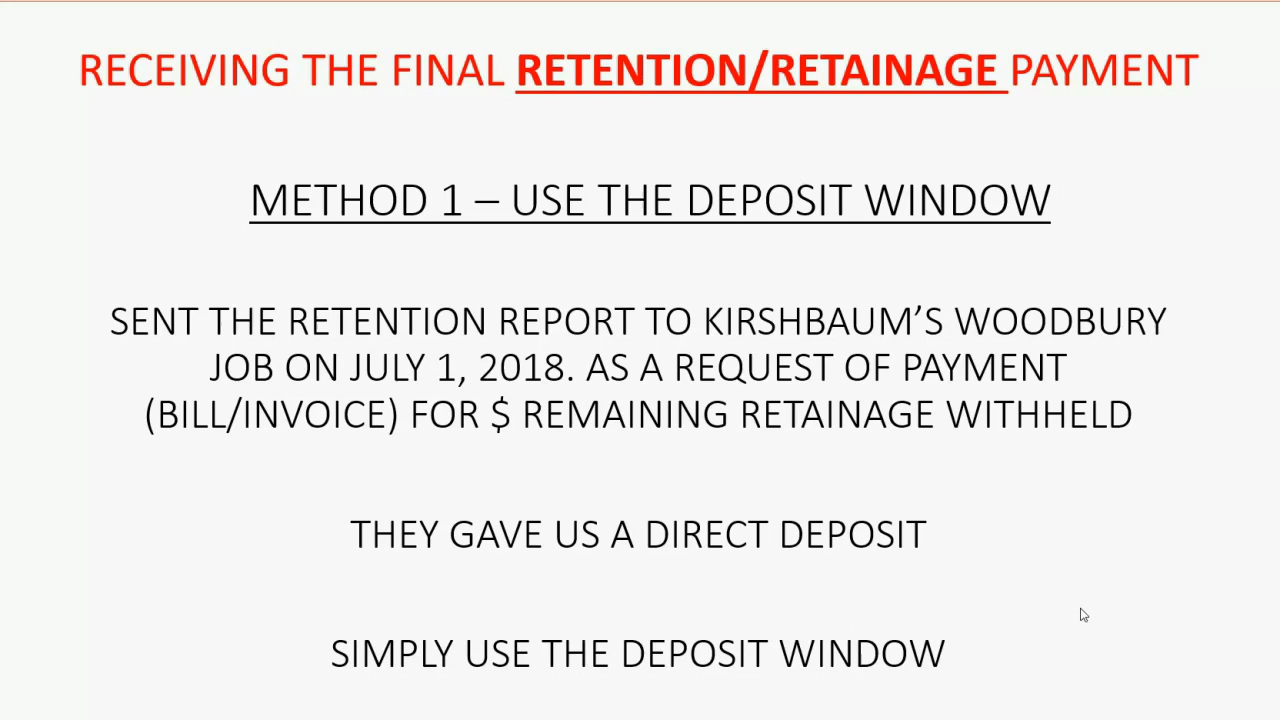 RECEIVING THE FINAL RETENTION/RETAINAGE PAYMENT
METHOD 1 – USE THE DEPOSIT WINDOW
SENT THE RETENTION REPORT TO KIRSHBAUM’S WOODBURY
JOB ON JULY 1, 2018. AS A REQUEST OF PAYMENT
(BILL/INVOICE) FOR $ REMAINING RETAINAGE WITHHELD
THEY GAVE US A DIRECT DEPOSIT
SIMPLY USE THE DEPOSIT WINDOW